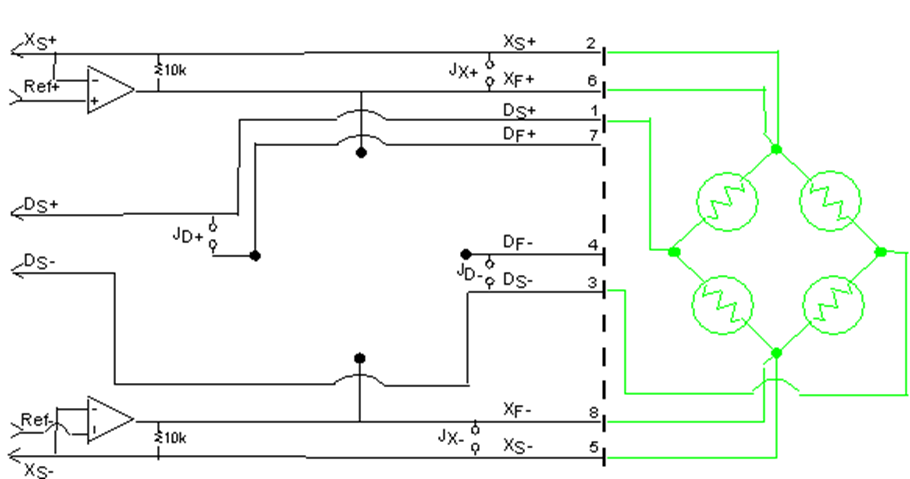 XS+ XS+ 2
10k JX+
Ref+ - XF+ 6
+ DS+ 1
DF+ 7
DS+
JD+
DF- 4
DS- JD- DS- 3
XF- 8
Ref- - 10k JX-
XS- 5
XS-